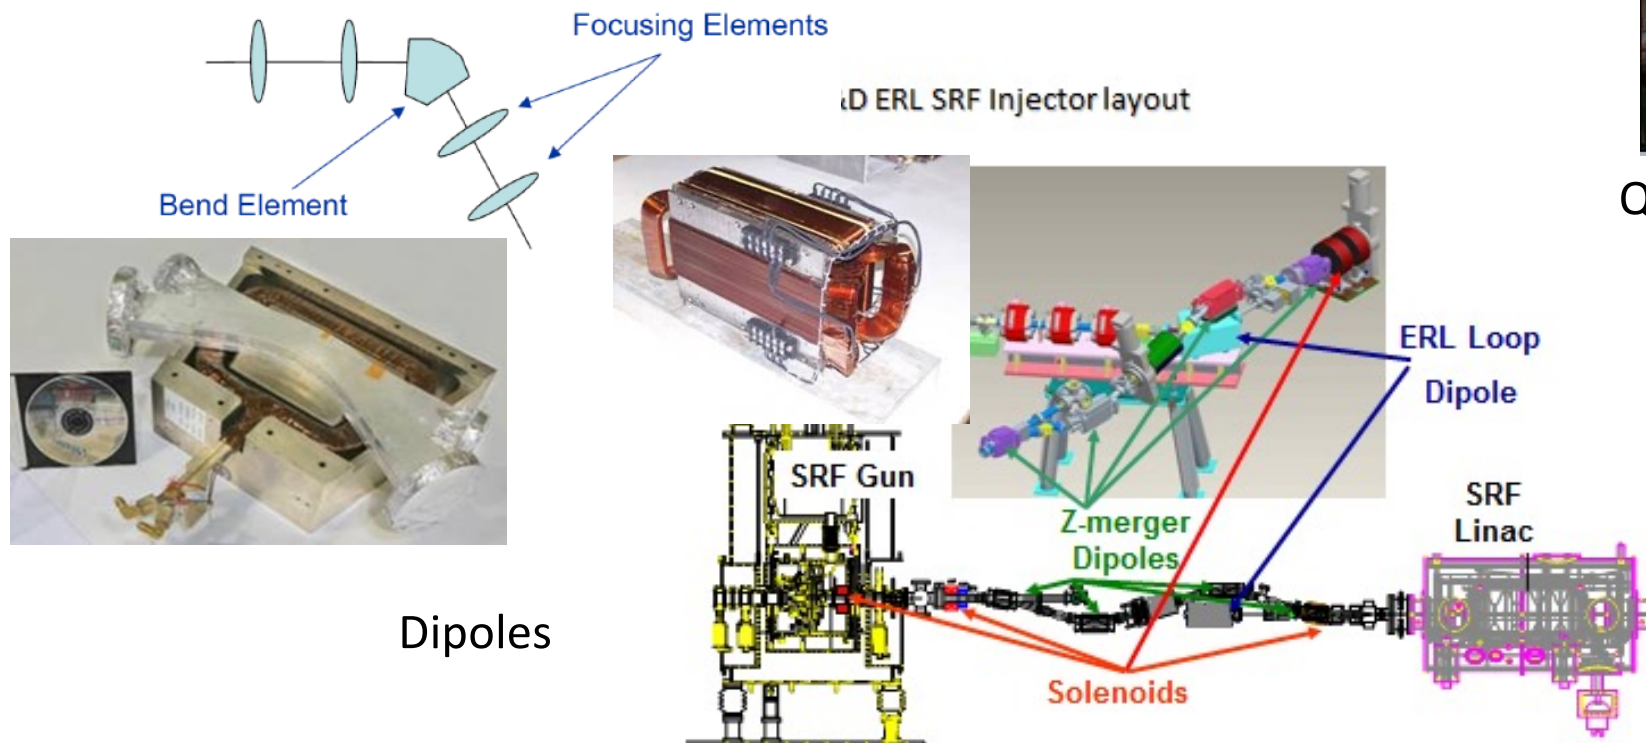 Focusing Elements
&D ERL SRF Injector layout
Bend Element
Q
ERL Loop
Dipole
SRF Gun
SRF
Linac
Z-merger
Dipoles
Dipoles
Solenoids